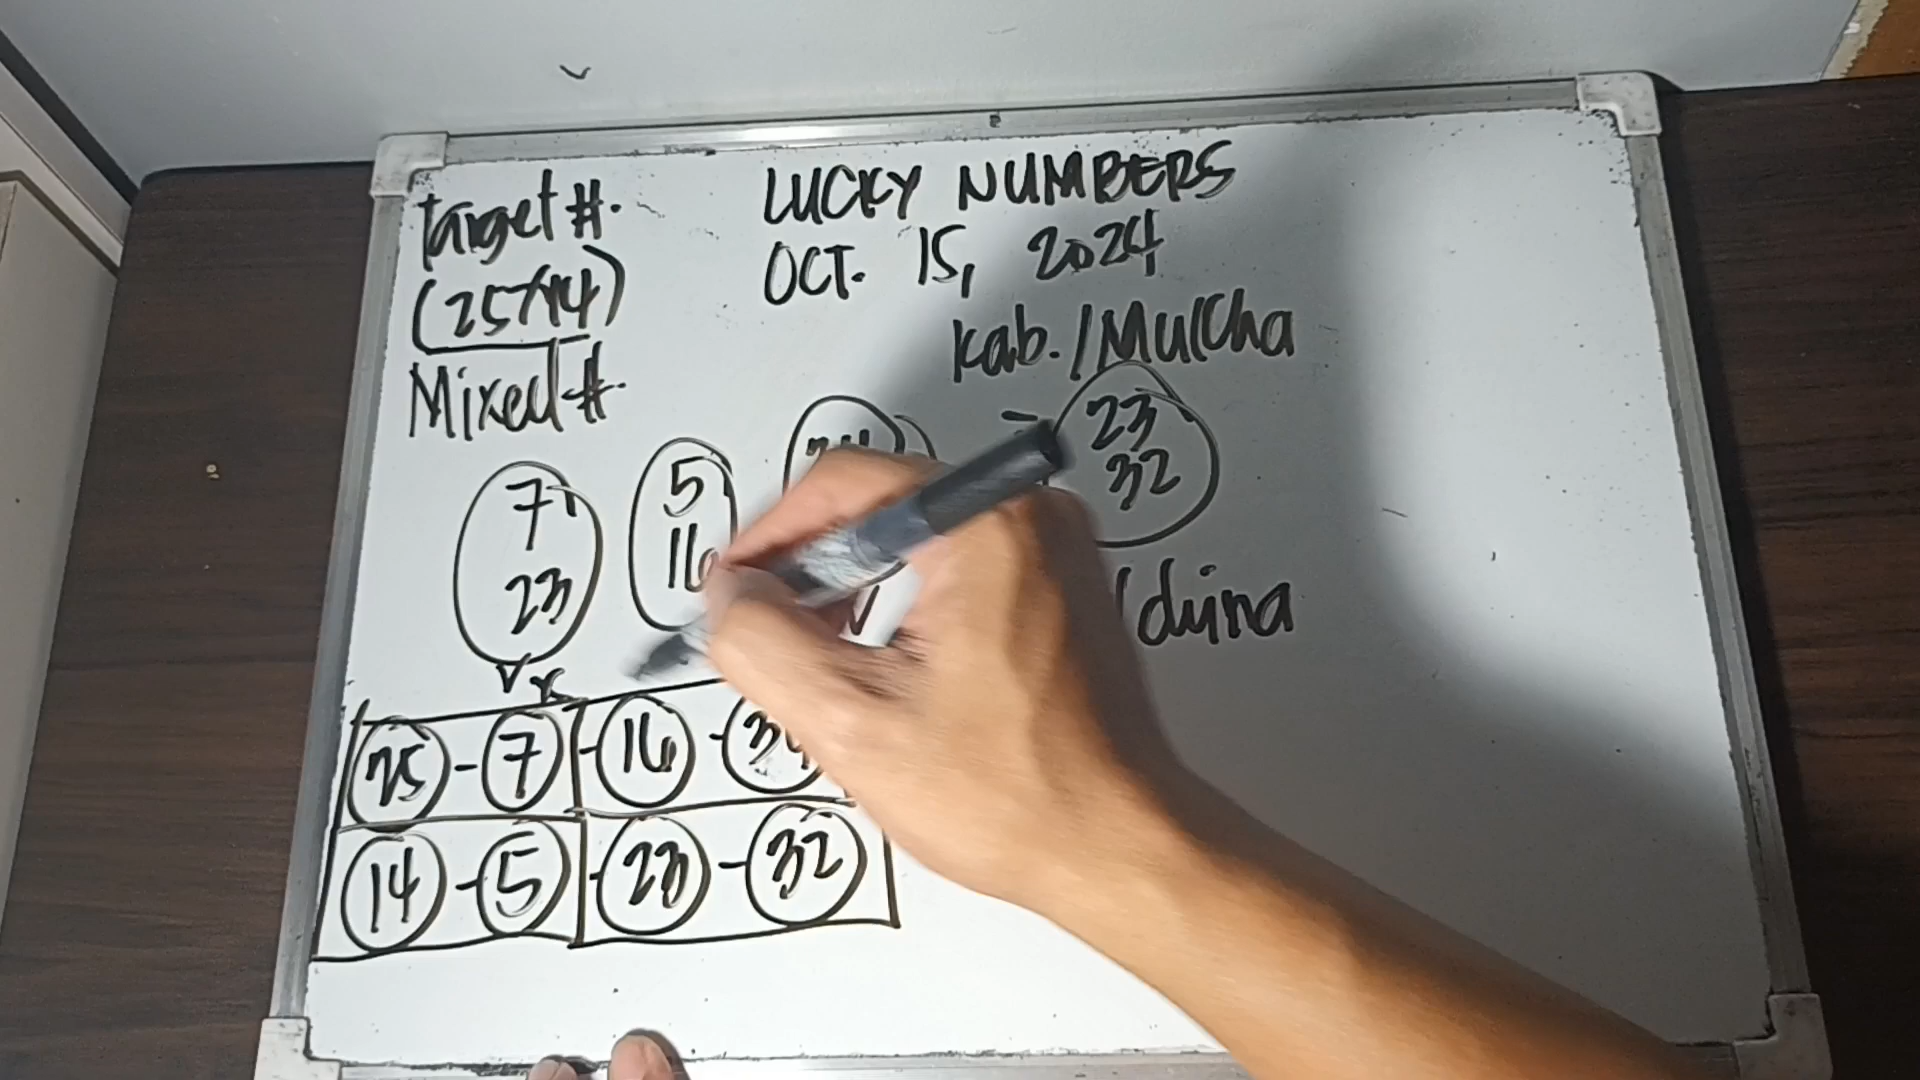 LUCKY NUMBERS
OCT. 15, 2024
Target #.
(25/14)
Mixed #.
Kab./Mulcha
7
23
5
16
23
32
duna
25 - 7 - 16 -
14 - 5 - 23 - 32